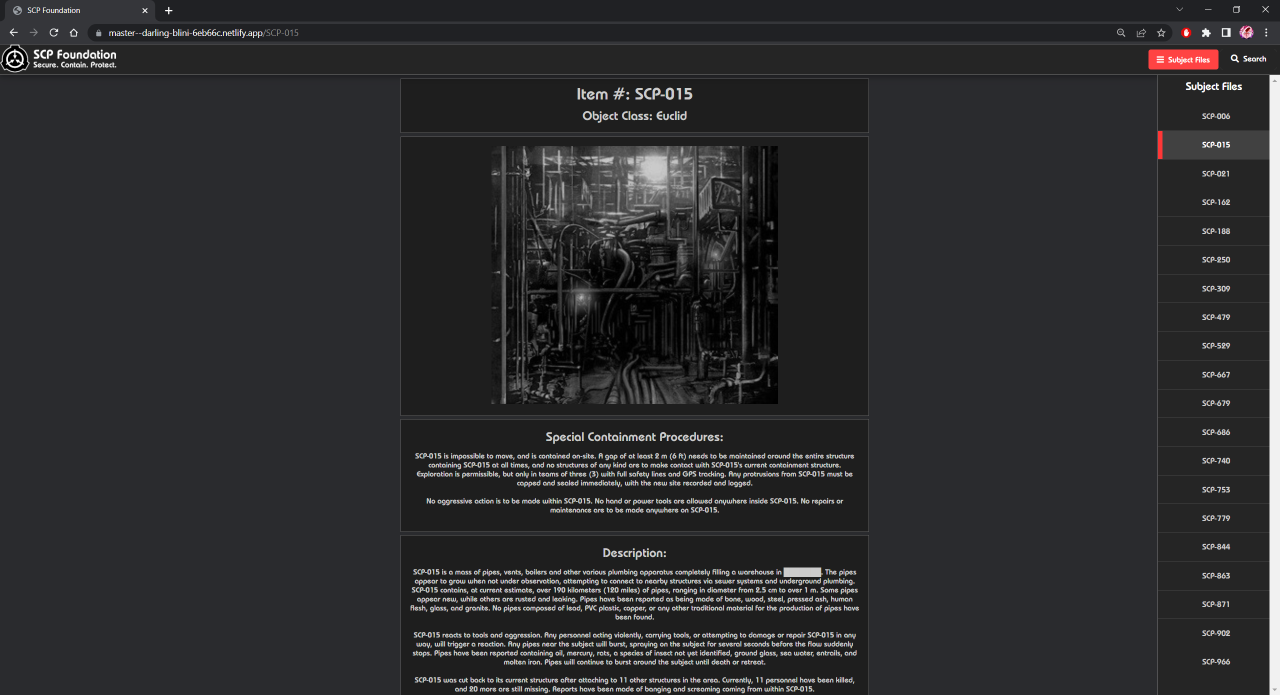 SCP Foundation
master--darling-blini-6eb66c.netlify.app/SCP-015
SCP Foundation
Secure. Contain. Protect.
Subject Files
Search
Item #: SCP-015
Object Class: Euclid
Special Containment Procedures:
SCP-015 is impossible to move, and is contained on-site. A gap of at least 2 m (6 ft) needs to be maintained around the entire structure
containing SCP-015 at all times, and no structures of any kind are to make contact with SCP-015's current containment structure.
Exploration is permissible, but only in teams of three (3) with full safety lines and GPS tracking. Any protrusions from SCP-015 must be
capped and sealed immediately, with the new site recorded and logged.
No aggressive action is to be made within SCP-015. No hand or power tools are allowed anywhere inside SCP-015. No repairs or
maintenance are to be made anywhere on SCP-015.
Description:
SCP-015 is a mass of pipes, vents, boilers and other various plumbing apparatus completely filling a warehouse in . The pipes
appear to grow when not under observation, attempting to connect to nearby structures via sewer systems and underground plumbing.
SCP-015 contains, at current estimate, over 190 kilometers (120 miles) of pipes, ranging in diameter from 2.5 cm to over 1 m. Some pipes
appear new, while others are rusted and leaking. Pipes have been reported as being made of bone, wood, steel, pressed ash, human
flesh, glass, and granite. No pipes composed of lead, PVC plastic, copper, or any other traditional material for the production of pipes have
been found.
SCP-015 reacts to tools and aggression. Any personnel acting violently, carrying tools, or attempting to damage or repair SCP-015 in any
way, will trigger a reaction. Any pipes near the subject will burst, spraying on the subject for several seconds before the flow suddenly
stops. Pipes have been reported containing oil, mercury, rats, a species of insect not yet identified, ground glass, sea water, entrails, and
molten iron. Pipes will continue to burst around the subject until death or retreat.
SCP-015 was cut back to its current structure after attaching to 11 other structures in the area. Currently, 11 personnel have been killed,
and 20 more are still missing. Reports have been made of banging and screaming coming from within SCP-015.
Subject Files
SCP-006
SCP-015
SCP-021
SCP-162
SCP-188
SCP-250
SCP-309
SCP-479
SCP-529
SCP-667
SCP-679
SCP-686
SCP-740
SCP-753
SCP-779
SCP-844
SCP-863
SCP-871
SCP-902
SCP-966